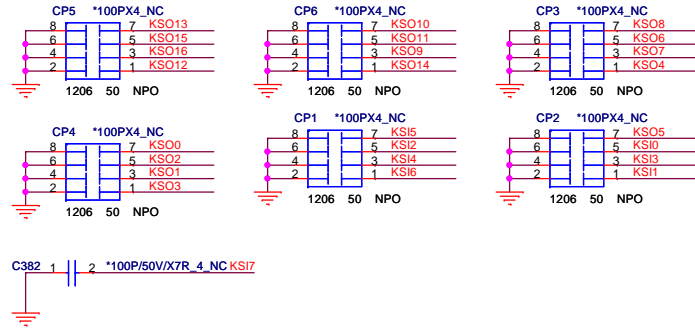 CP5 *100PX4_NC
8 7 KSO13
6 5 KSO15
4 3 KSO16
2 1 KSO12
1206 50 NPO
CP6 *100PX4_NC
8 7 KSO10
6 5 KSO11
4 3 KSO9
2 1 KSO14
1206 50 NPO
CP3 *100PX4_NC
8 7 KSO8
6 5 KSO6
4 3 KSO7
2 1 KSO4
1206 50 NPO
CP4 *100PX4_NC
8 7 KSO0
6 5 KSO2
4 3 KSO1
2 1 KSO3
1206 50 NPO
CP1 *100PX4_NC
8 7 KSI5
6 5 KSI2
4 3 KSI4
2 1 KSI6
1206 50 NPO
CP2 *100PX4_NC
8 7 KSO5
6 5 KSI0
4 3 KSI3
2 1 KSI1
1206 50 NPO
C382 1 2 *100P/50V/X7R_4_NC KSI7